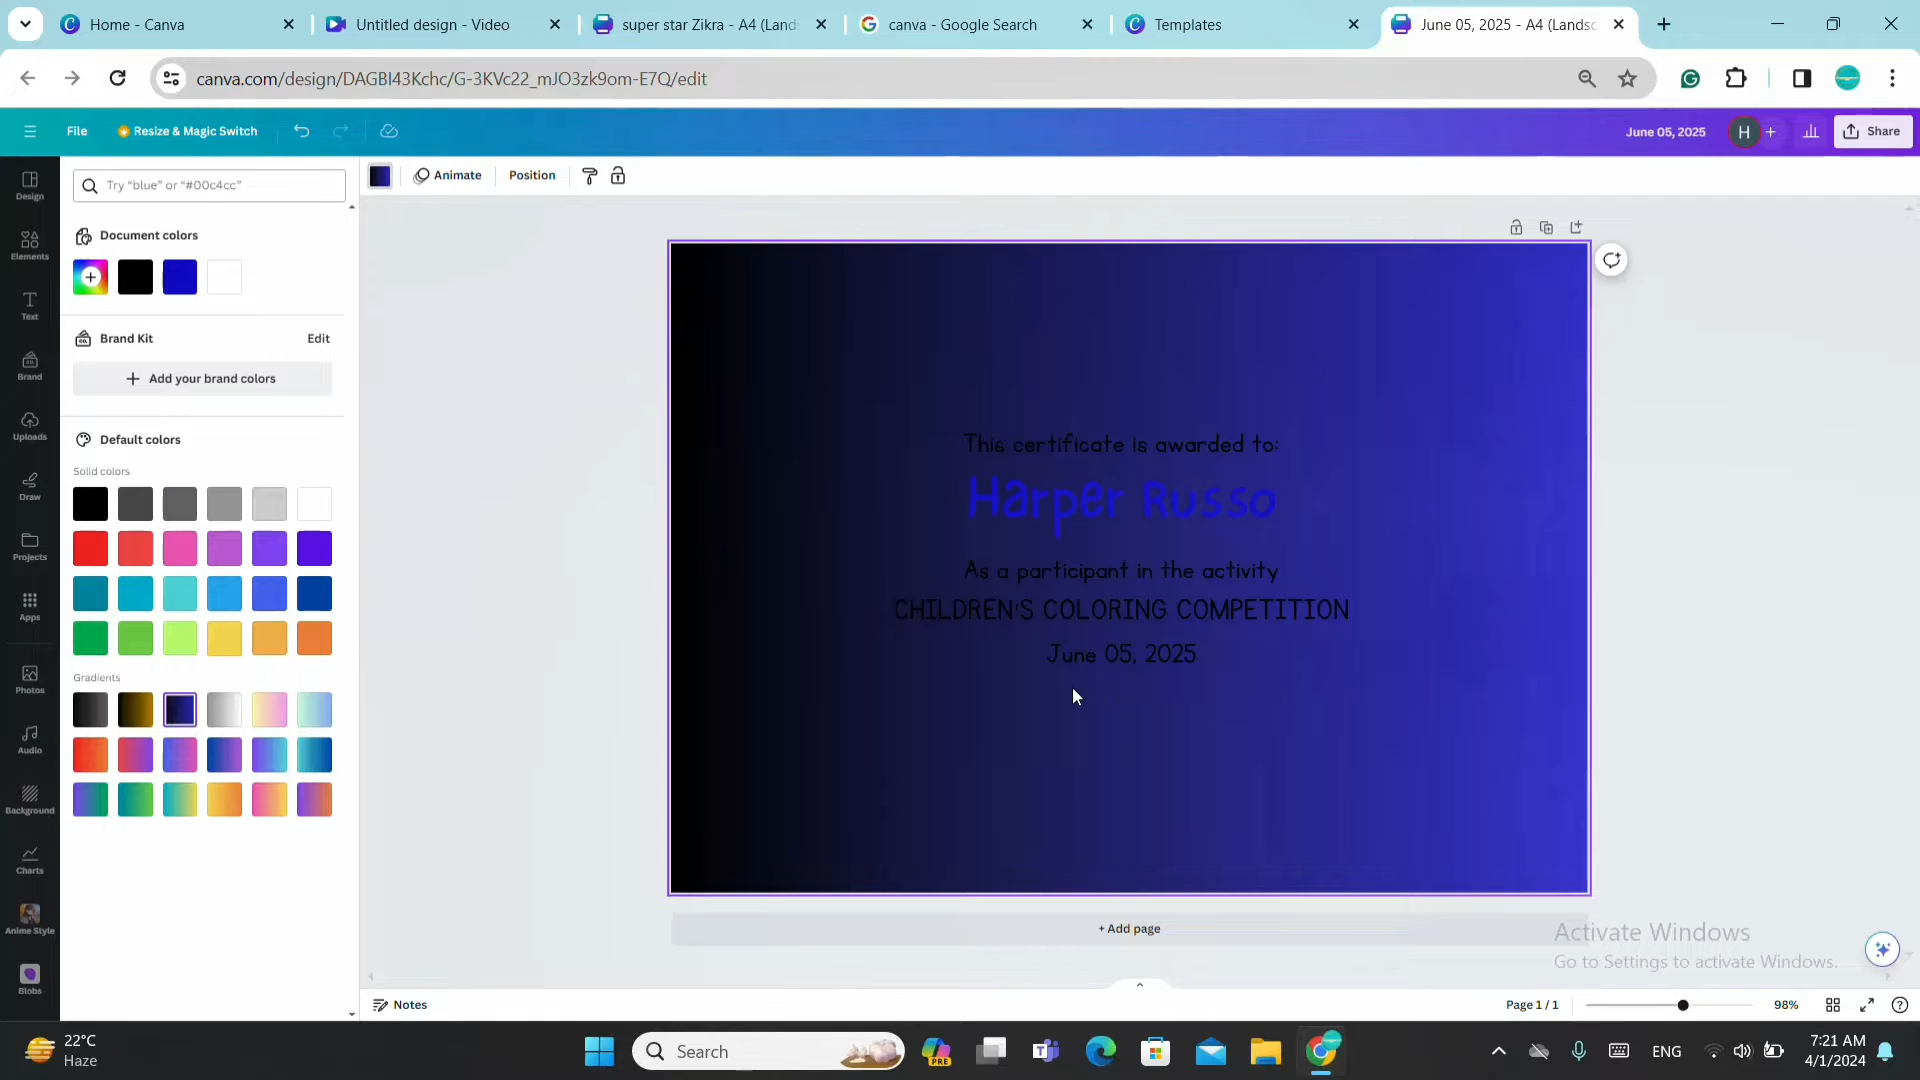 Home - Canva
Untitled design - Video
super star Zikra - A4 (Lands
canva - Google Search
Templates
June 05, 2025 - A4 (Landsc
canva.com/design/DAGBI43Kchc/G-3KVc22_mJO3zk9om-E7Q/edit
File
Resize & Magic Switch
June 05, 2025
H
Share
Design
Elements
Text
Brand
Uploads
Draw
Projects
Apps
Photos
Audio
Background
Charts
Anime Style
Blobs
Try “blue” or “#00c4cc”
Document colors
Brand Kit
Edit
Add your brand colors
Default colors
Solid colors
Gradients
Animate
Position
This certificate is awarded to:
Harper Russo
As a participant in the activity
CHILDREN'S COLORING COMPETITION
June 05, 2025
+ Add page
Activate Windows
Go to Settings to activate Windows.
Notes
Page 1 / 1
98%
22°C
Haze
Search
PRE
ENG
7:21 AM
4/1/2024